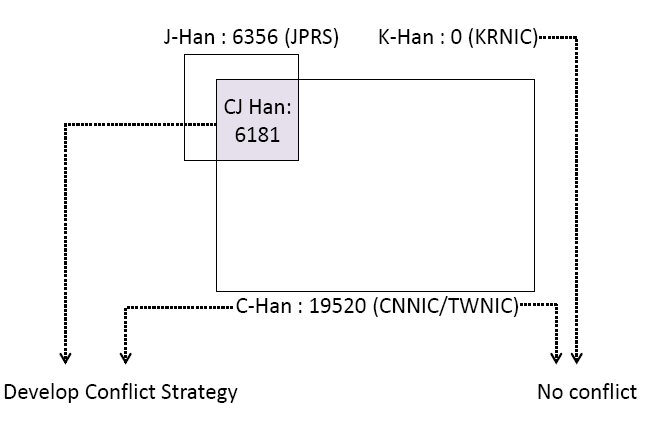 J-Han : 6356 (JPRS)
K-Han : 0 (KRNIC)
CJ Han:
6181
C-Han : 19520 (CNNIC/TWNIC)
Develop Conflict Strategy
No conflict